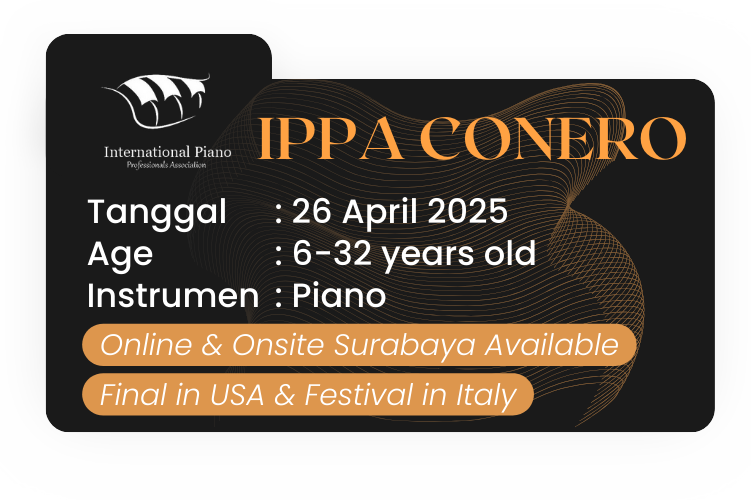 International Piano
Professionals Association
IPPA CONERO
Tanggal : 26 April 2025
Age : 6-32 years old
Instrumen : Piano
Online & Onsite Surabaya Available
Final in USA & Festival in Italy